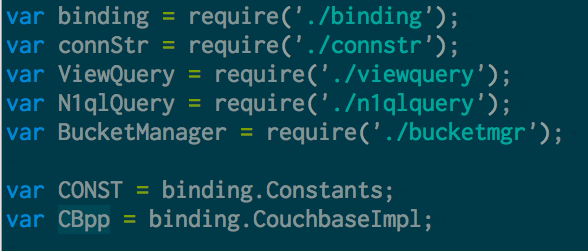 var binding = require('./binding');
var connStr = require('./connstr');
var ViewQuery = require('./viewquery');
var N1qlQuery = require('./n1qlquery');
var BucketManager = require('./bucketmgr');
var CONST = binding.Constants;
var CBpp = binding.CouchbaseImpl;